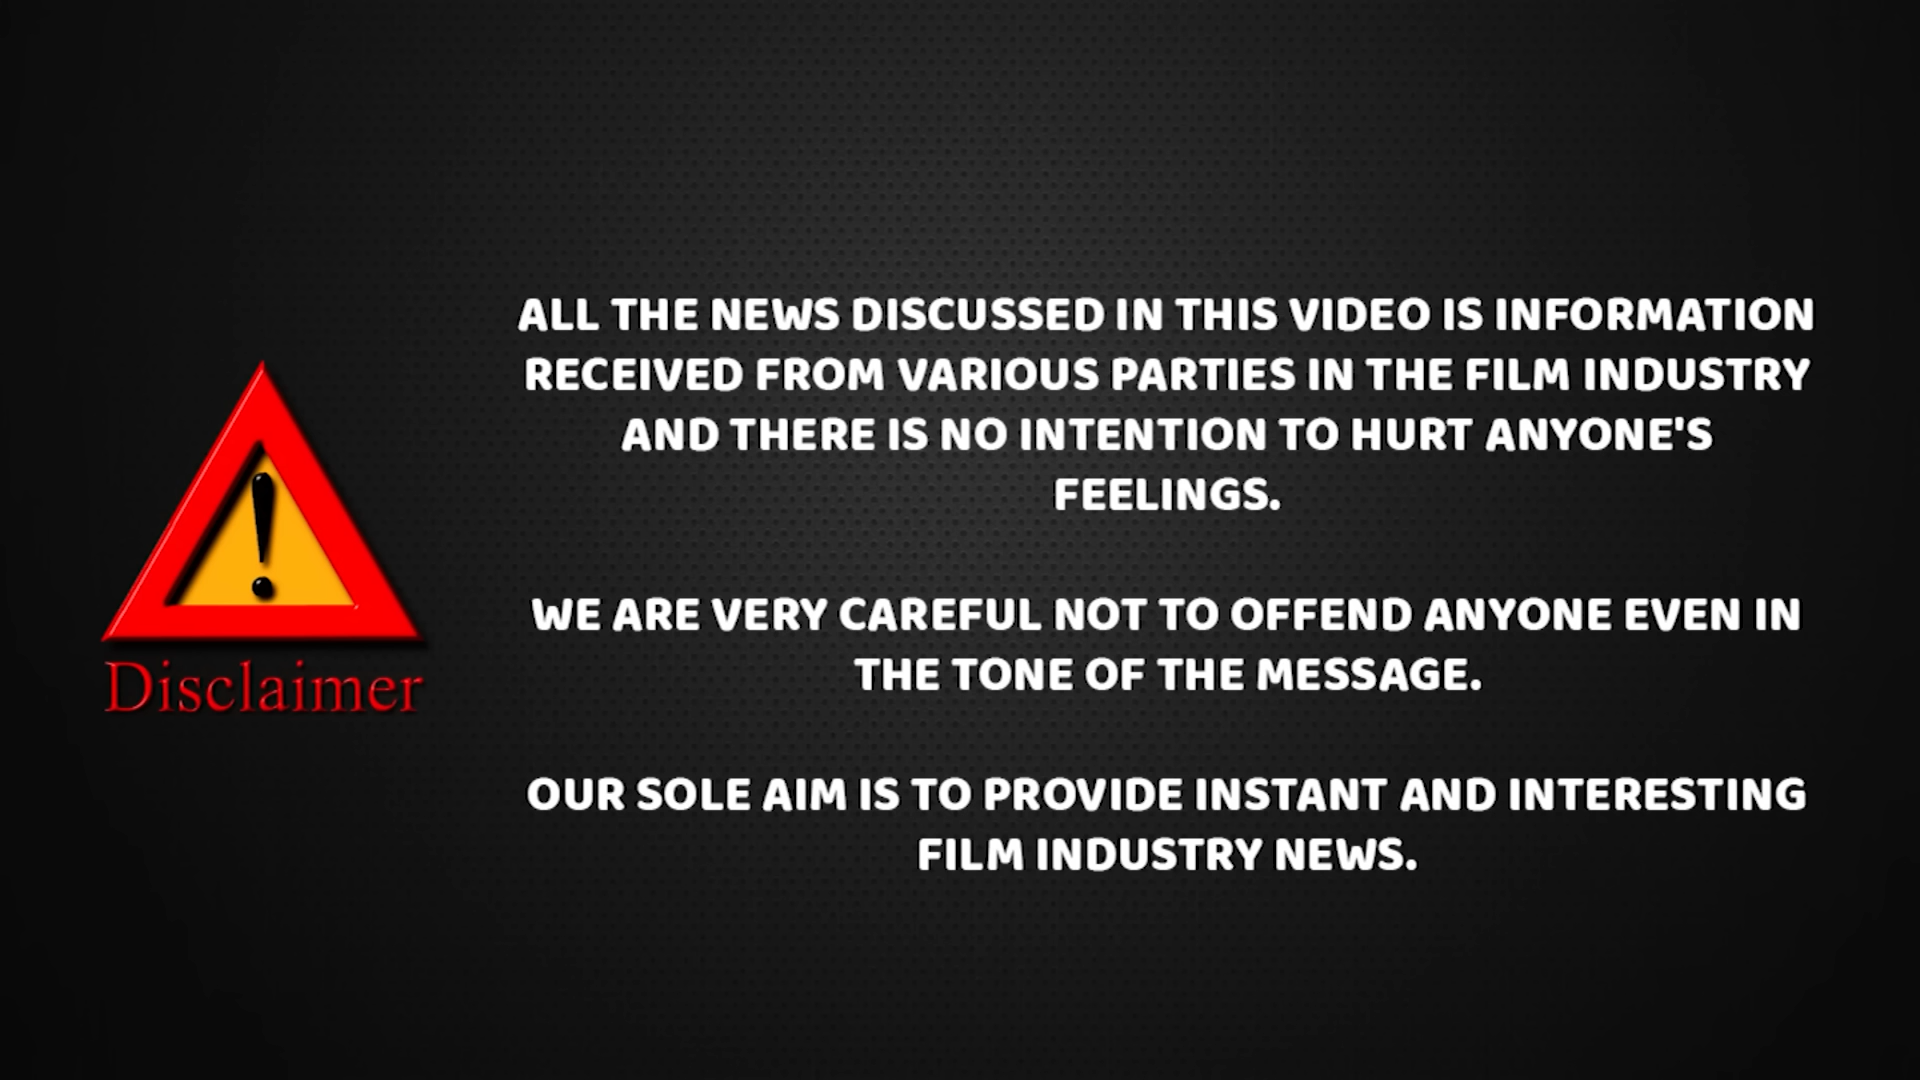 ALL THE NEWS DISCUSSED IN THIS VIDEO IS INFORMATION
RECEIVED FROM VARIOUS PARTIES IN THE FILM INDUSTRY
AND THERE IS NO INTENTION TO HURT ANYONE'S
FEELINGS.
WE ARE VERY CAREFUL NOT TO OFFEND ANYONE EVEN IN
THE TONE OF THE MESSAGE.
OUR SOLE AIM IS TO PROVIDE INSTANT AND INTERESTING
FILM INDUSTRY NEWS.
!
Disclaimer